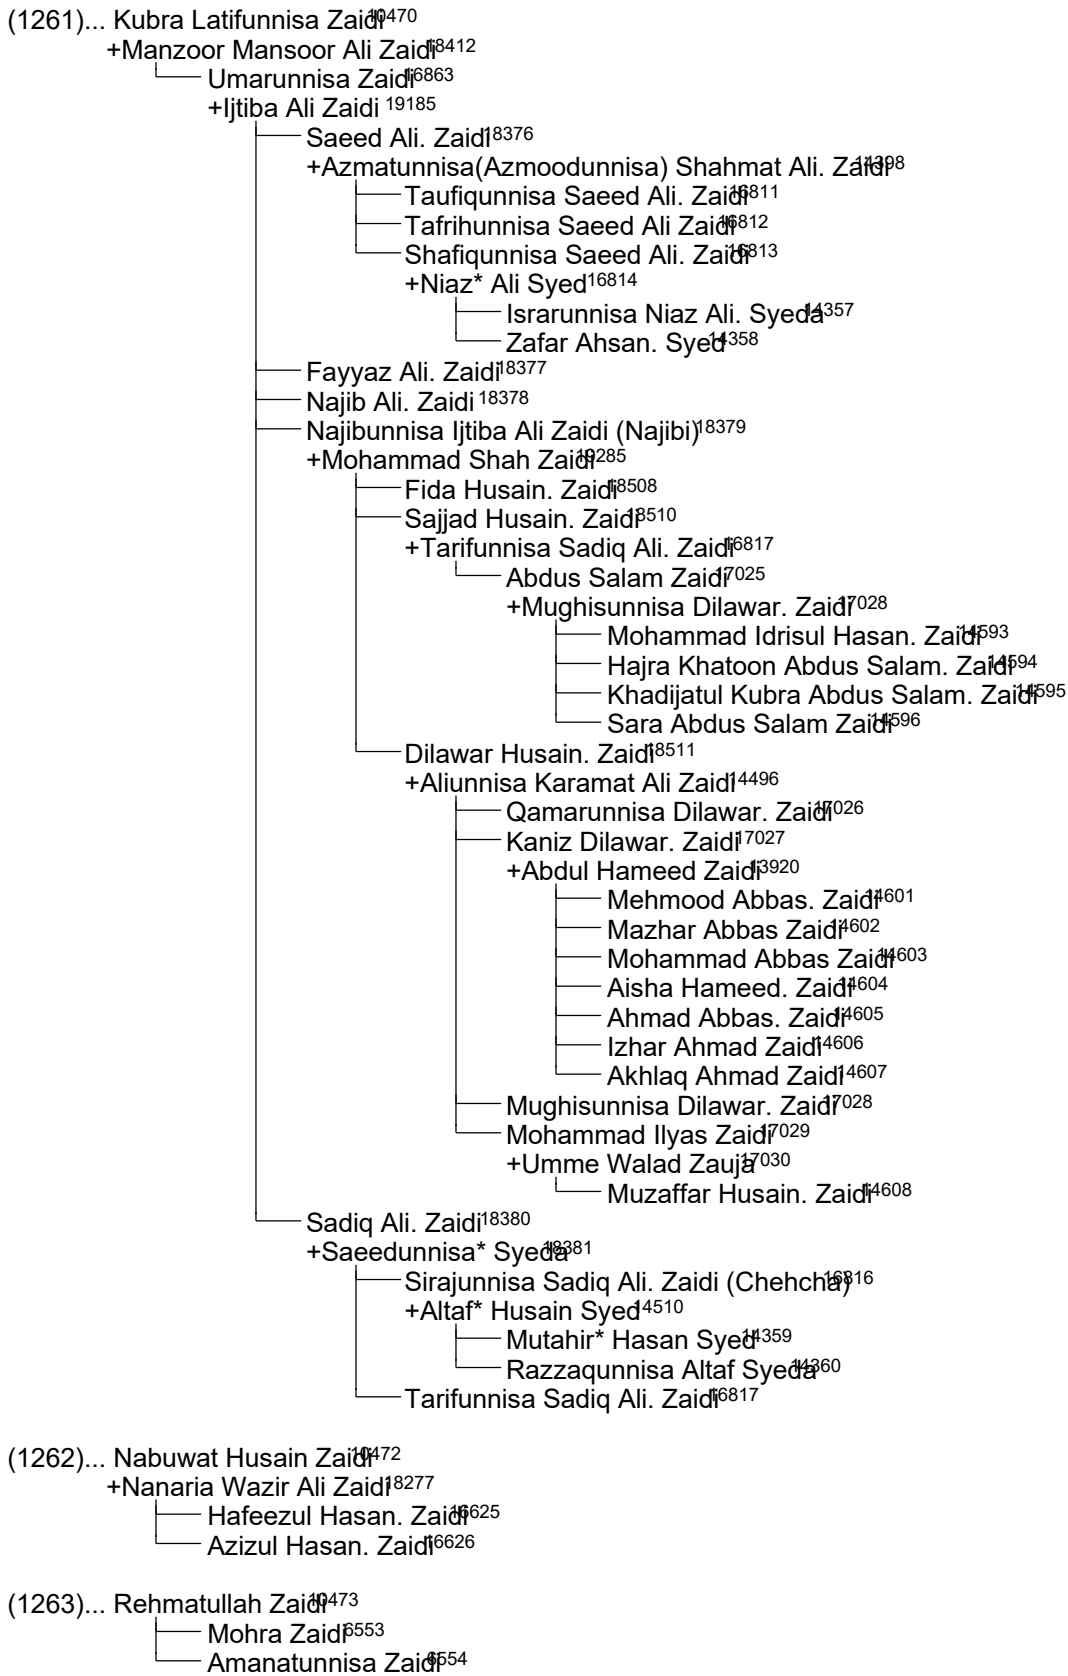 (1261)... Kubra Latifunnisa Zaidi10470
+Manzoor Mansoor Ali Zaidi18412
Umarunnisa Zaidi16863
+Ijtiba Ali Zaidi 19185
Saeed Ali. Zaidi18376
+Azmatunnisa(Azmoodunnisa) Shahmat Ali. Zaidi14398
Taufiqunnisa Saeed Ali. Zaidi16811
Tafrihunnisa Saeed Ali Zaidi16812
Shafiqunnisa Saeed Ali. Zaidi16813
+Niaz* Ali Syed16814
Israrunnisa Niaz Ali. Syeda14357
Zafar Ahsan. Syed14358
Fayyaz Ali. Zaidi18377
Najib Ali. Zaidi 18378
Najibunnisa Ijtiba Ali Zaidi (Najibi)18379
+Mohammad Shah Zaidi19285
Fida Husain. Zaidi18508
Sajjad Husain. Zaidi18510
+Tarifunnisa Sadiq Ali. Zaidi16817
Abdus Salam Zaidi17025
+Mughisunnisa Dilawar. Zaidi17028
Mohammad Idrisul Hasan. Zaidi14593
Hajra Khatoon Abdus Salam. Zaidi14594
Khadijatul Kubra Abdus Salam. Zaidi14595
Sara Abdus Salam Zaidi14596
Dilawar Husain. Zaidi18511
+Aliunnisa Karamat Ali Zaidi14496
Qamarunnisa Dilawar. Zaidi17026
Kaniz Dilawar. Zaidi17027
+Abdul Hameed Zaidi13920
Mehmood Abbas. Zaidi14601
Mazhar Abbas Zaidi14602
Mohammad Abbas Zaidi14603
Aisha Hameed. Zaidi14604
Ahmad Abbas. Zaidi14605
Izhar Ahmad Zaidi14606
Akhlaq Ahmad Zaidi14607
Mughisunnisa Dilawar. Zaidi17028
Mohammad Ilyas Zaidi17029
+Umme Walad Zauja17030
Muzaffar Husain. Zaidi14608
Sadiq Ali. Zaidi18380
+Saeedunnisa* Syeda18381
Sirajunnisa Sadiq Ali. Zaidi (Chehcha)16816
+Altaf* Husain Syed14510
Mutahir* Hasan Syed14359
Razzaqunnisa Altaf Syeda14360
Tarifunnisa Sadiq Ali. Zaidi16817
(1262)... Nabuwat Husain Zaidi10472
+Nanaria Wazir Ali Zaidi18277
Hafeezul Hasan. Zaidi16625
Azizul Hasan. Zaidi16626
(1263)... Rehmatullah Zaidi10473
Mohra Zaidi6553
Amanatunnisa Zaidi6554